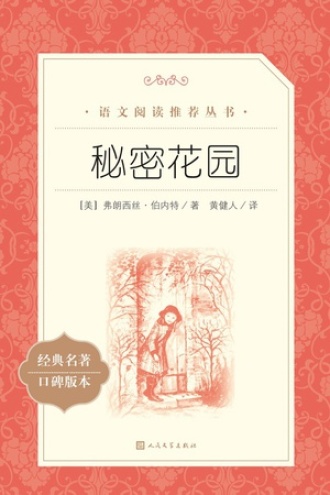 ·语文阅读推荐丛书·
秘密花园
[美] 弗朗西丝·伯内特／著 黄健人／译
经典名著
口碑版本
人民文学出版社